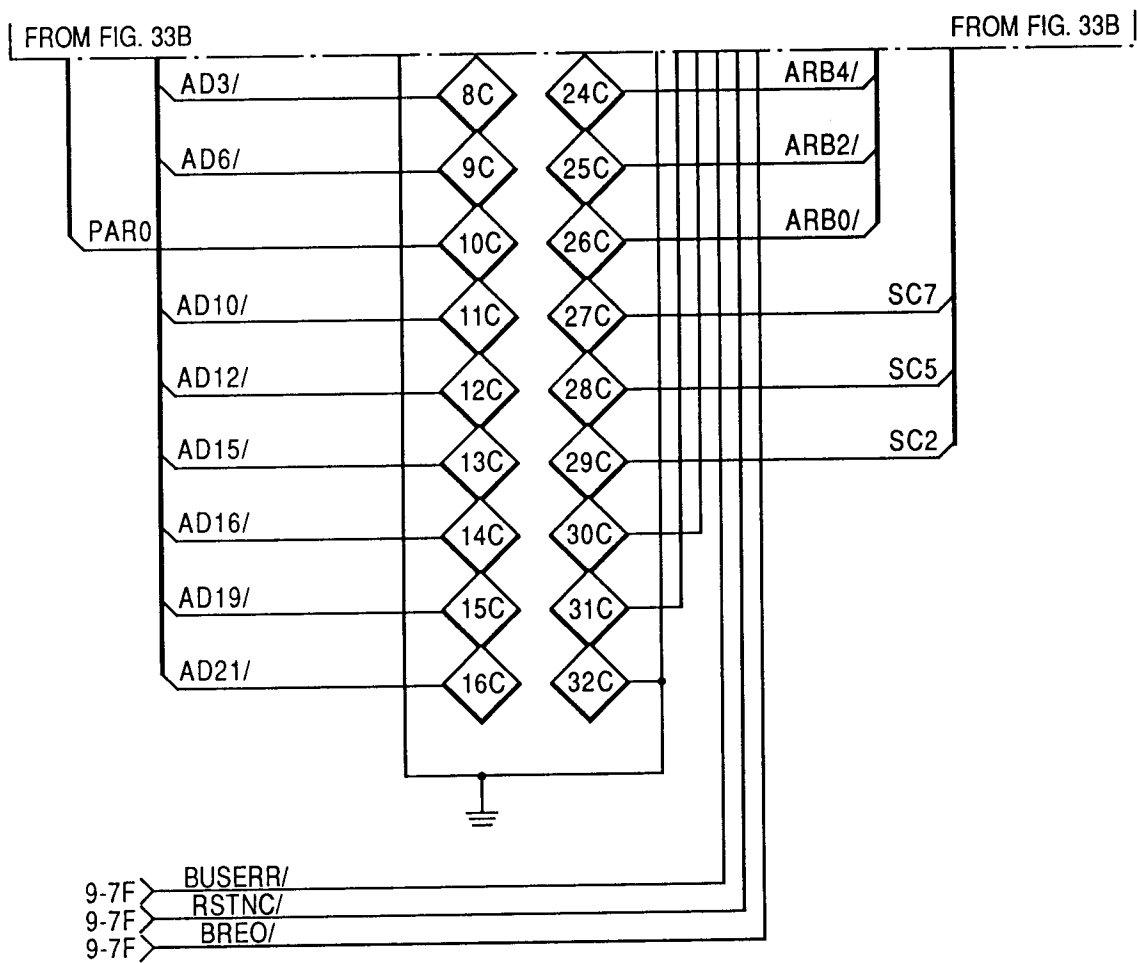 FROM FIG. 33B FROM FIG. 33B
AD3/ 8C 24C ARB4/
AD6/ 9C 25C ARB2/
PAR0 10C 26C ARB0/
AD10/ 11C 27C SC7
AD12/ 12C 28C SC5
AD15/ 13C 29C SC2
AD16/ 14C 30C
AD19/ 15C 31C
AD21/ 16C 32C
9-7F BUSERR/
9-7F RSTNC/
9-7F BREO/